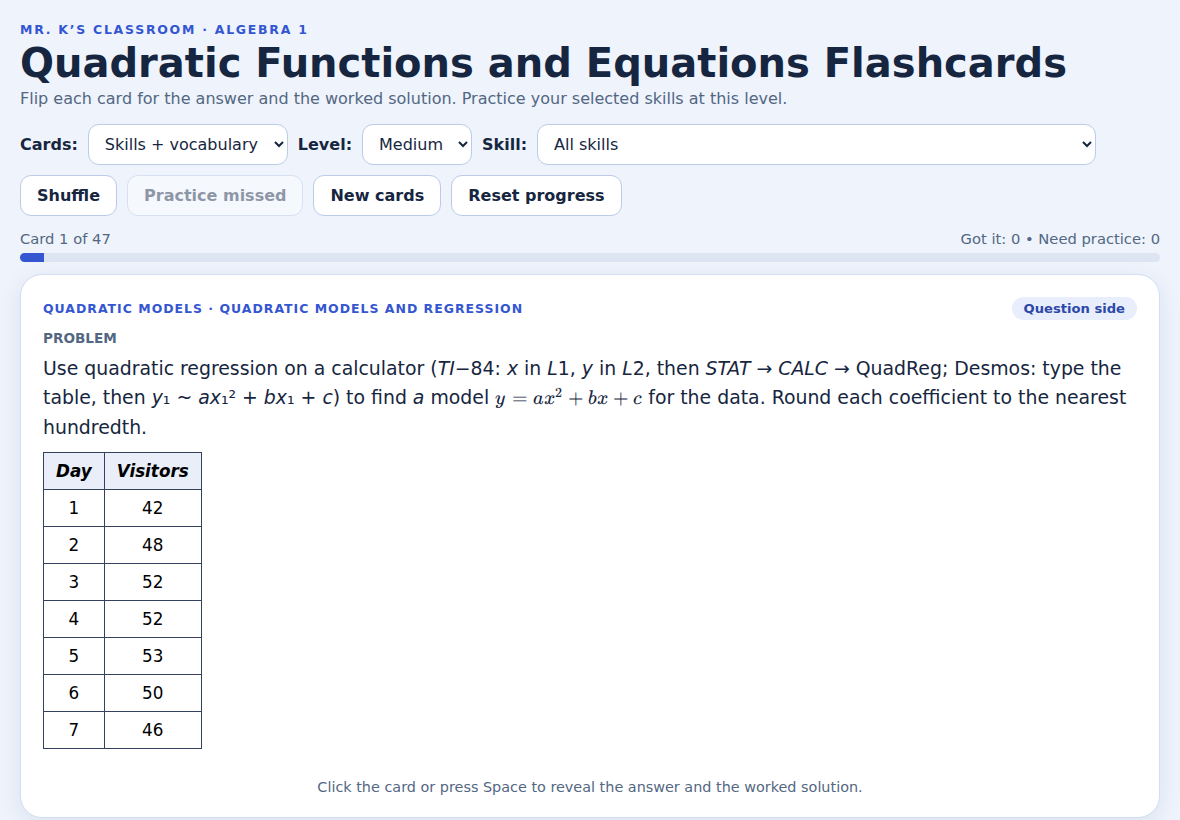 MR. K’S CLASSROOM · ALGEBRA 1
Quadratic Functions and Equations Flashcards
Flip each card for the answer and the worked solution. Practice your selected skills at this level.
Cards: Skills + vocabulary Level: Medium Skill: All skills
Shuffle Practice missed New cards Reset progress
Card 1 of 47 Got it: 0 • Need practice: 0
QUADRATIC MODELS · QUADRATIC MODELS AND REGRESSION Question side
PROBLEM
Use quadratic regression on a calculator (TI−84: x in L1, y in L2, then STAT → CALC → QuadReg; Desmos: type the
table, then y₁ ~ ax₁² + bx₁ + c) to find a model y = ax² + bx + c for the data. Round each coefficient to the nearest
hundredth.
Day Visitors
1 42
2 48
3 52
4 52
5 53
6 50
7 46
Click the card or press Space to reveal the answer and the worked solution.